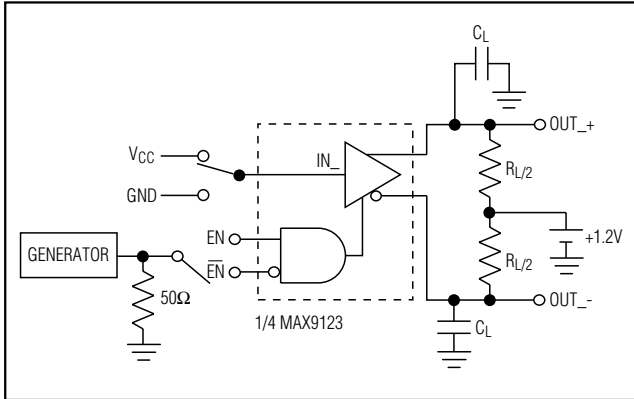 C_L
OUT_+
V_CC
IN_
R_L/2
GND
EN
+1.2V
GENERATOR
E̅N̅
R_L/2
50Ω
OUT_-
1/4 MAX9123
C_L